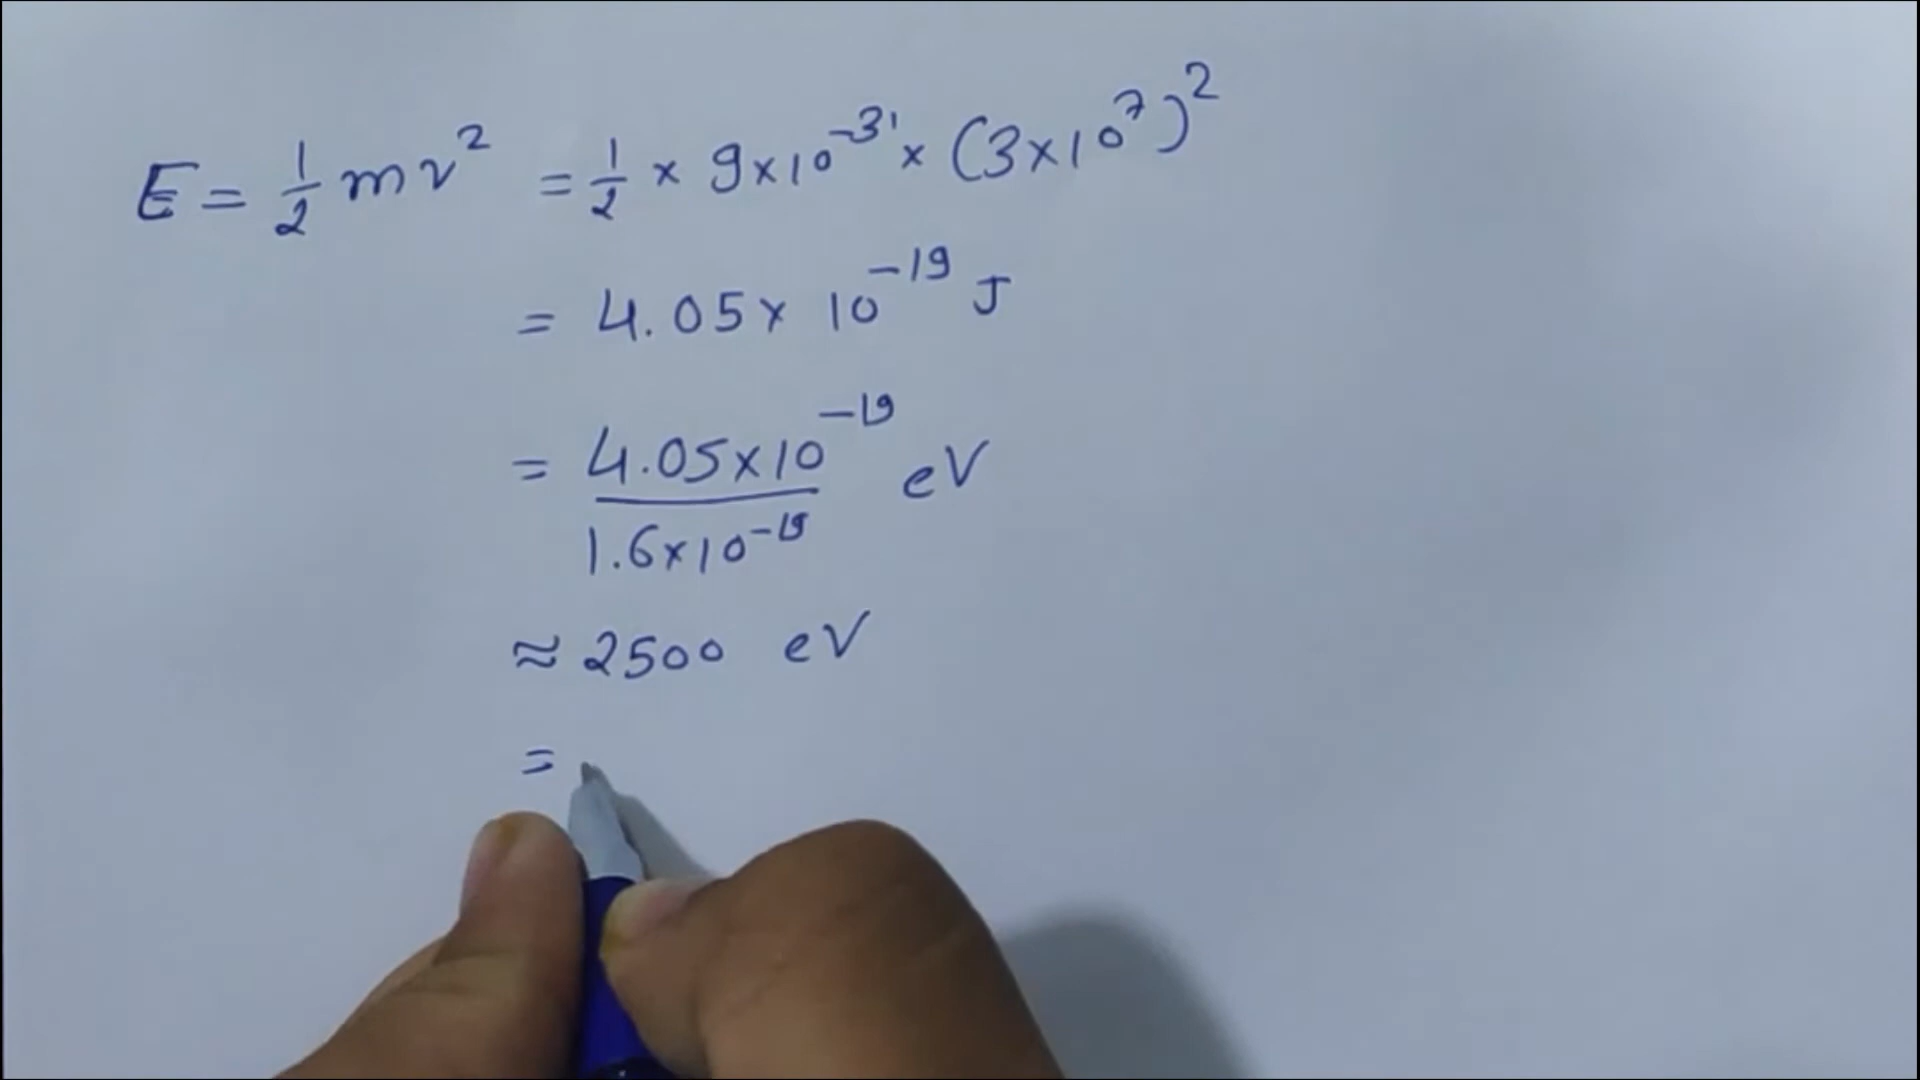 E = 1/2 mv² = 1/2 × 9×10⁻³¹ × (3×10⁷)²
= 4.05× 10⁻¹⁹ J
= 4.05×10⁻¹⁹ / 1.6×10⁻¹⁹ eV
≈ 2500 eV
=